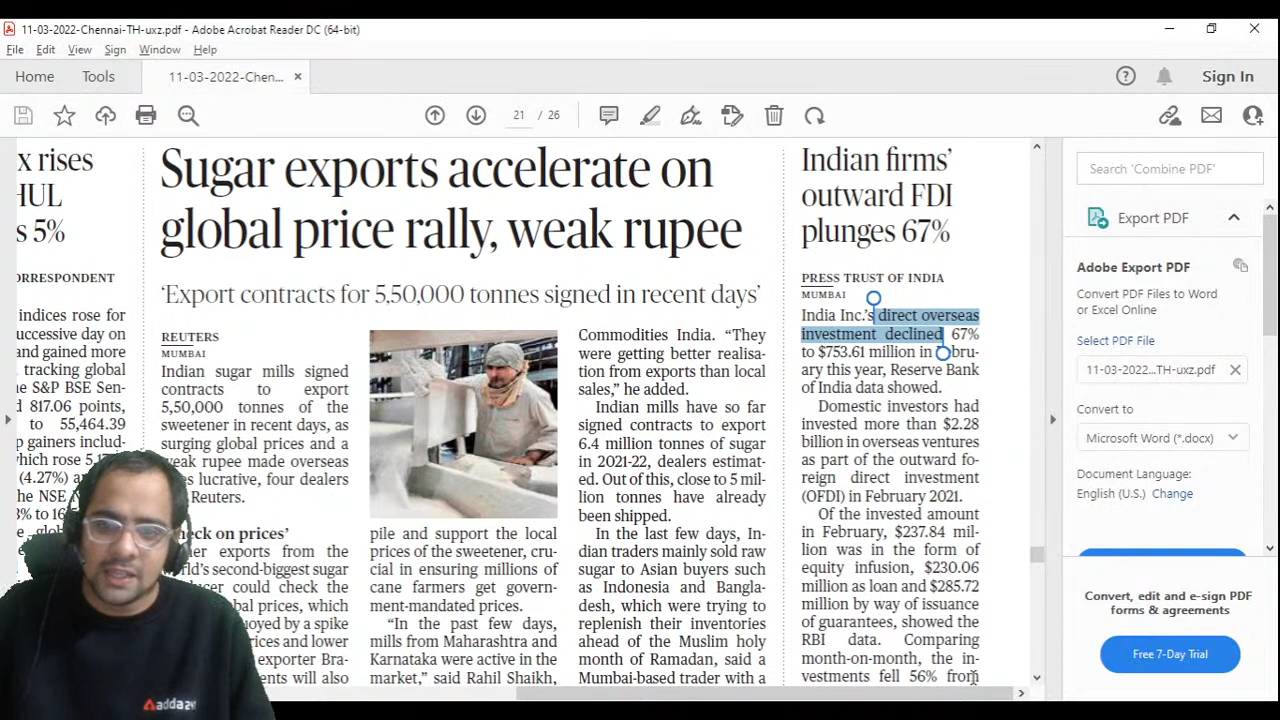 11-03-2022-Chennai-TH-uxz.pdf - Adobe Acrobat Reader DC (64-bit)
File Edit View Sign Window Help
Home Tools 11-03-2022-Chen... × Sign In
21 / 26
x rises
HUL
s 5%
ORRESPONDENT
indices rose for
uccessive day on
and gained more
tracking global
e S&P BSE Sen-
d 817.06 points,
to 55,464.39
p gainers includ-
which rose
(4.27%)
the NSE
Sugar exports accelerate on
global price rally, weak rupee
‘Export contracts for 5,50,000 tonnes signed in recent days’
REUTERS
MUMBAI
Indian sugar mills signed
contracts to export
5,50,000 tonnes of the
sweetener in recent days, as
surging global prices and a
weak rupee made overseas
es lucrative, four dealers
Reuters.
heck on prices’
er exports from the
rld’s second-biggest sugar
ducer could check the
bal prices, which
uoyed by a spike
rices and lower
exporter Bra-
ents will also
pile and support the local
prices of the sweetener, cru-
cial in ensuring millions of
cane farmers get govern-
ment-mandated prices.
“In the past few days,
mills from Maharashtra and
Karnataka were active in the
market,” said Rahil Shaikh,
Commodities India. “They
were getting better realisa-
tion from exports than local
sales,” he added.
Indian mills have so far
signed contracts to export
6.4 million tonnes of sugar
in 2021-22, dealers estimat-
ed. Out of this, close to 5 mil-
lion tonnes have already
been shipped.
In the last few days, In-
dian traders mainly sold raw
sugar to Asian buyers such
as Indonesia and Bangla-
desh, which were trying to
replenish their inventories
ahead of the Muslim holy
month of Ramadan, said a
Mumbai-based trader with a
Indian firms’
outward FDI
plunges 67%
PRESS TRUST OF INDIA
MUMBAI
India Inc.’s direct overseas
investment declined 67%
to $753.61 million in Febru-
ary this year, Reserve Bank
of India data showed.
Domestic investors had
invested more than $2.28
billion in overseas ventures
as part of the outward fo-
reign direct investment
(OFDI) in February 2021.
Of the invested amount
in February, $237.84 mil-
lion was in the form of
equity infusion, $230.06
million as loan and $285.72
million by way of issuance
of guarantees, showed the
RBI data. Comparing
month-on-month, the in-
vestments fell 56% from
Search 'Combine PDF'
Export PDF
Adobe Export PDF
Convert PDF Files to Word
or Excel Online
Select PDF File
11-03-2022...TH-uxz.pdf ×
Convert to
Microsoft Word (*.docx)
Document Language:
English (U.S.) Change
Convert, edit and e-sign PDF
forms & agreements
Free 7-Day Trial
adda247